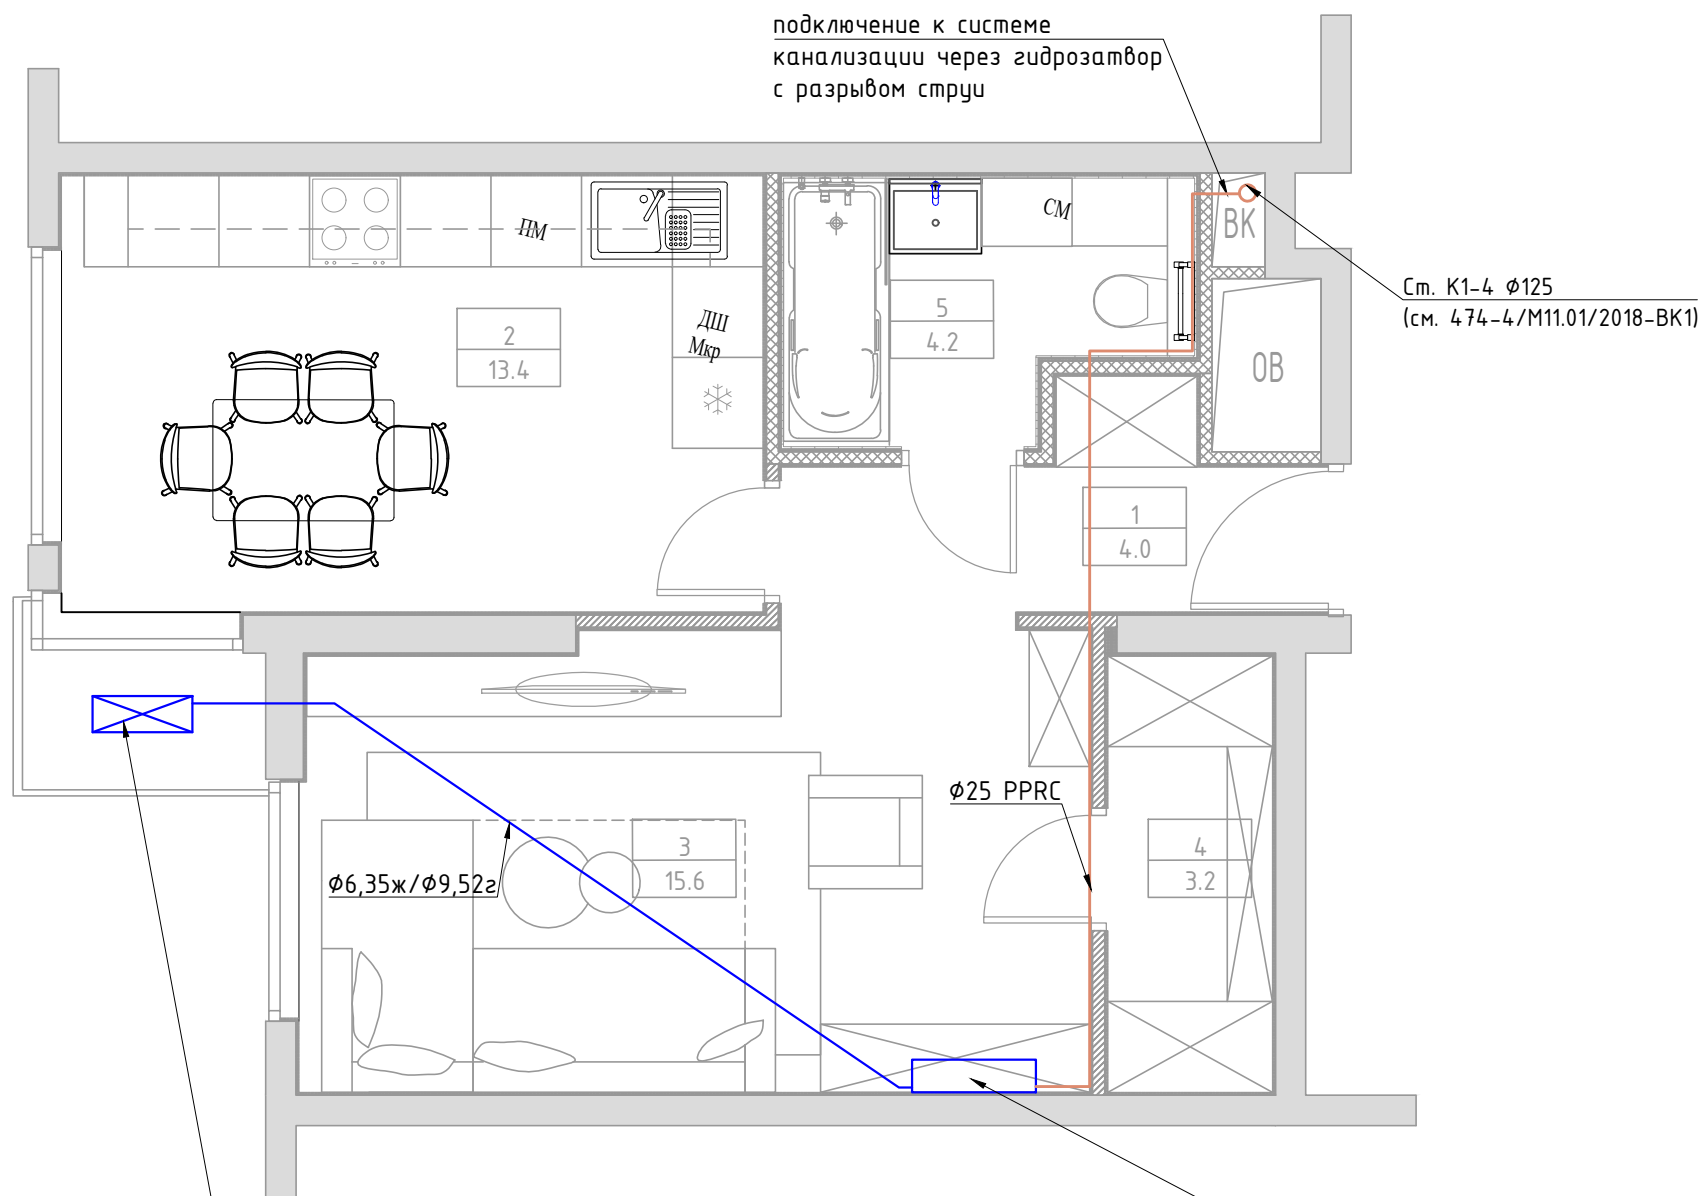 подключение к системе
канализации через гидрозатвор
с разрывом струи
ПМ
СМ
ВК
Ст. К1-4 Ф125
(см. 474-4/М11.01/2018-ВК1)
5
4.2
2
13.4
ДШ
Мкр
ОВ
1
4.0
Ф25 PPRC
3
15.6
4
3.2
Ф6,35ж/Ф9,52г